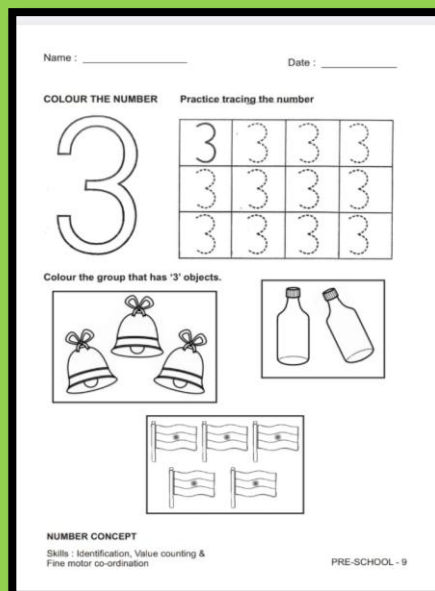 Name : ____________________ Date : ______________
COLOUR THE NUMBER Practice tracing the number
3
3 3 3 3
3 3 3 3
3 3 3 3
Colour the group that has ‘3’ objects.
NUMBER CONCEPT
Skills : Identification, Value counting &
Fine motor co-ordination PRE-SCHOOL - 9